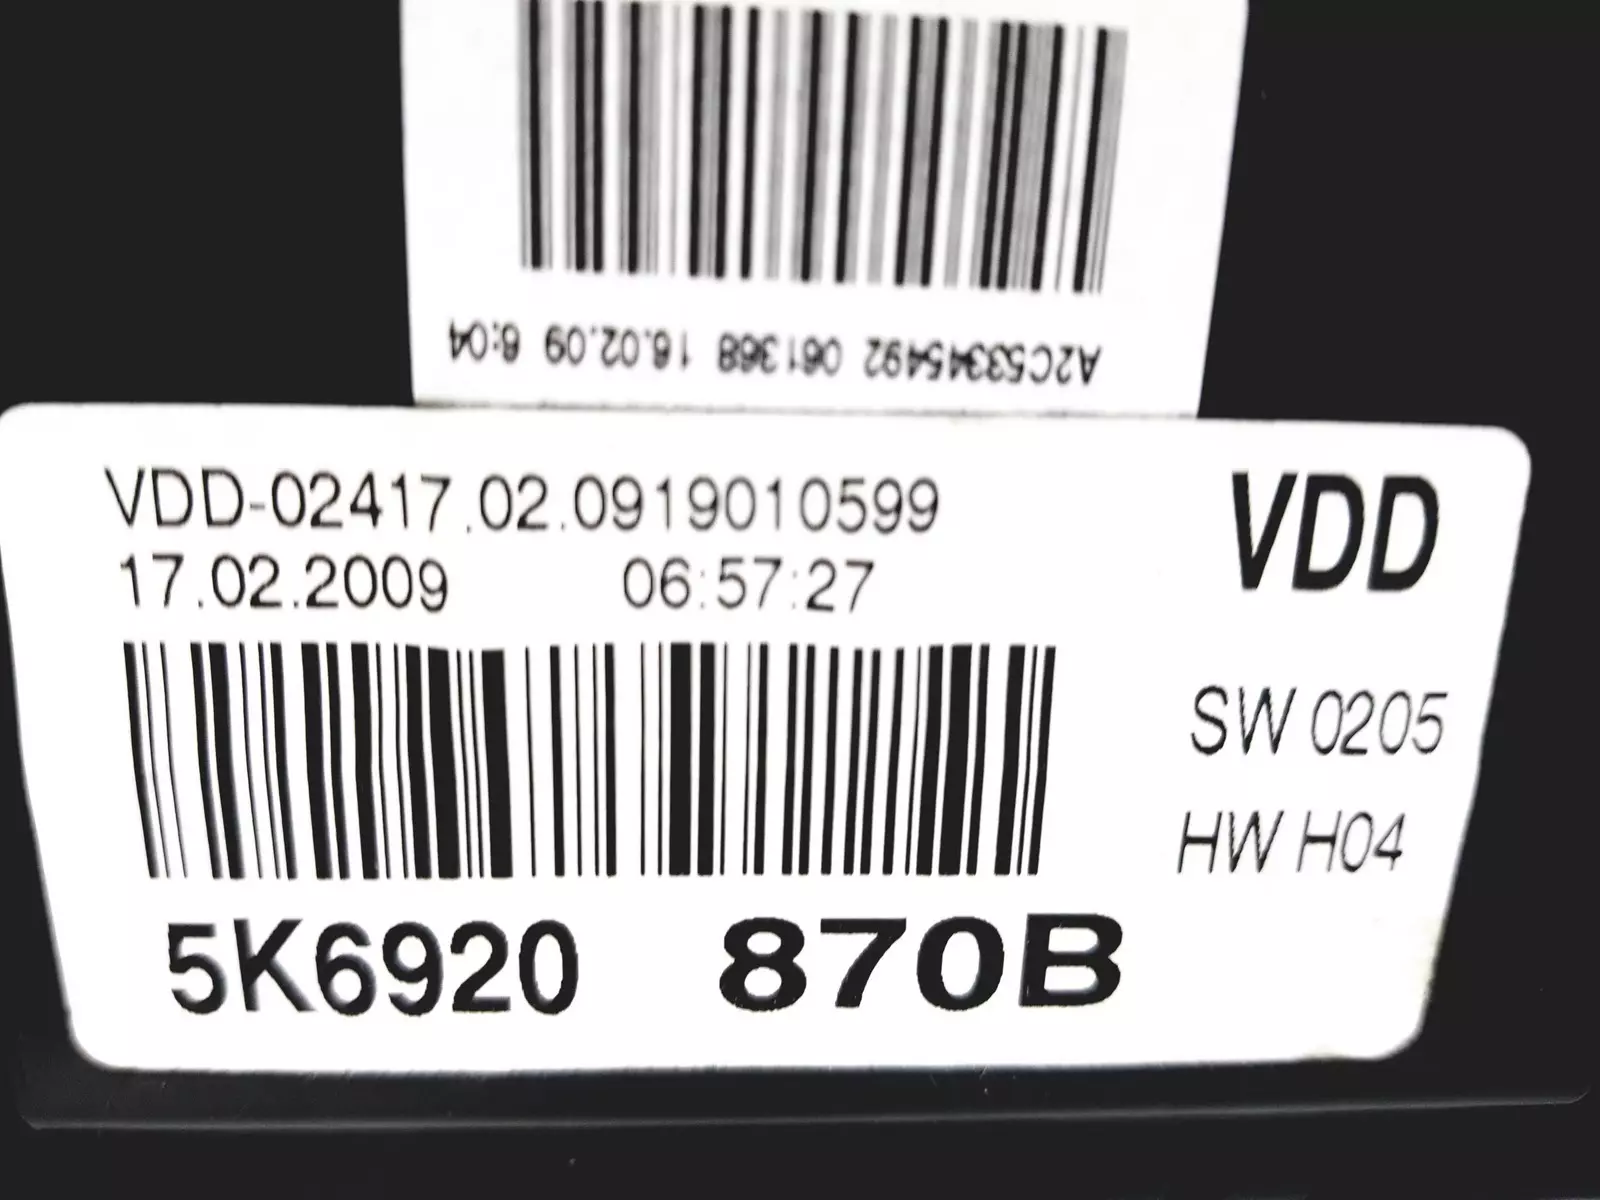 A2C53345492 061368 16.02.09 6:04
VDD-02417.02.0919010599
17.02.2009 06:57:27
VDD
SW 0205
HW H04
5K6920 870B